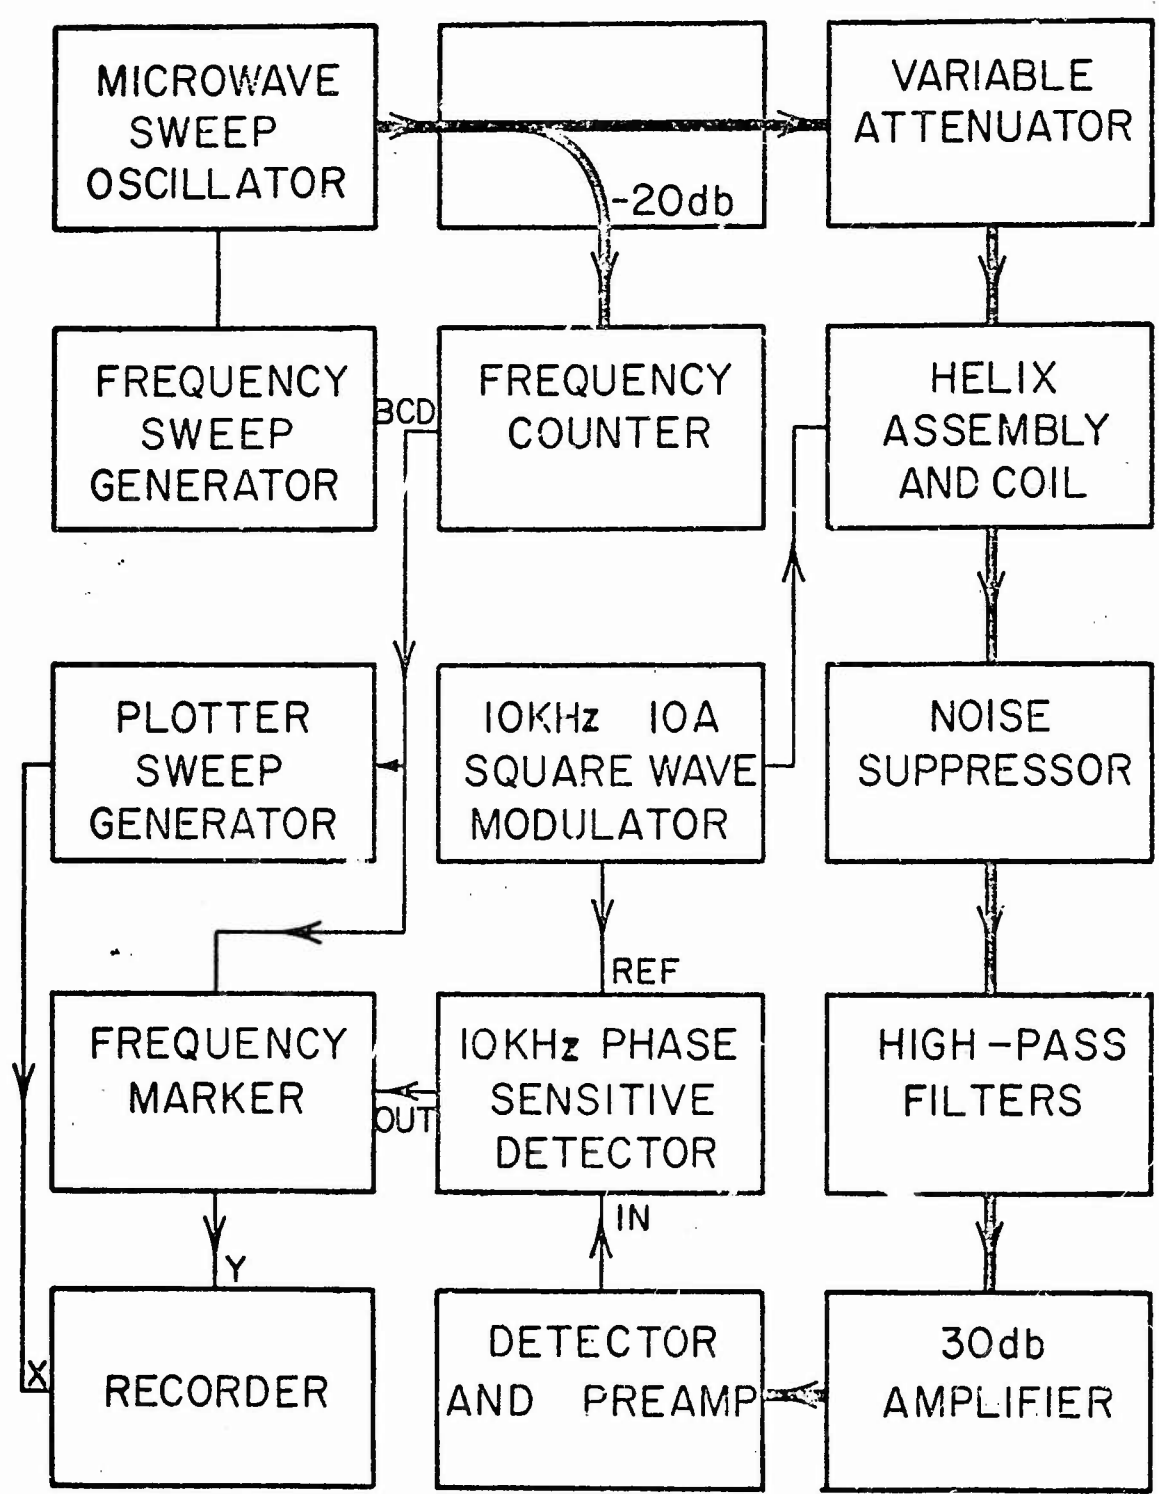 MICROWAVE
SWEEP
OSCILLATOR
-20db
VARIABLE
ATTENUATOR
FREQUENCY
SWEEP
GENERATOR
BCD
FREQUENCY
COUNTER
HELIX
ASSEMBLY
AND COIL
PLOTTER
SWEEP
GENERATOR
10KHz 10A
SQUARE WAVE
MODULATOR
NOISE
SUPPRESSOR
REF
FREQUENCY
MARKER
OUT
10KHz PHASE
SENSITIVE
DETECTOR
HIGH-PASS
FILTERS
IN
Y
X
RECORDER
DETECTOR
AND PREAMP
30db
AMPLIFIER